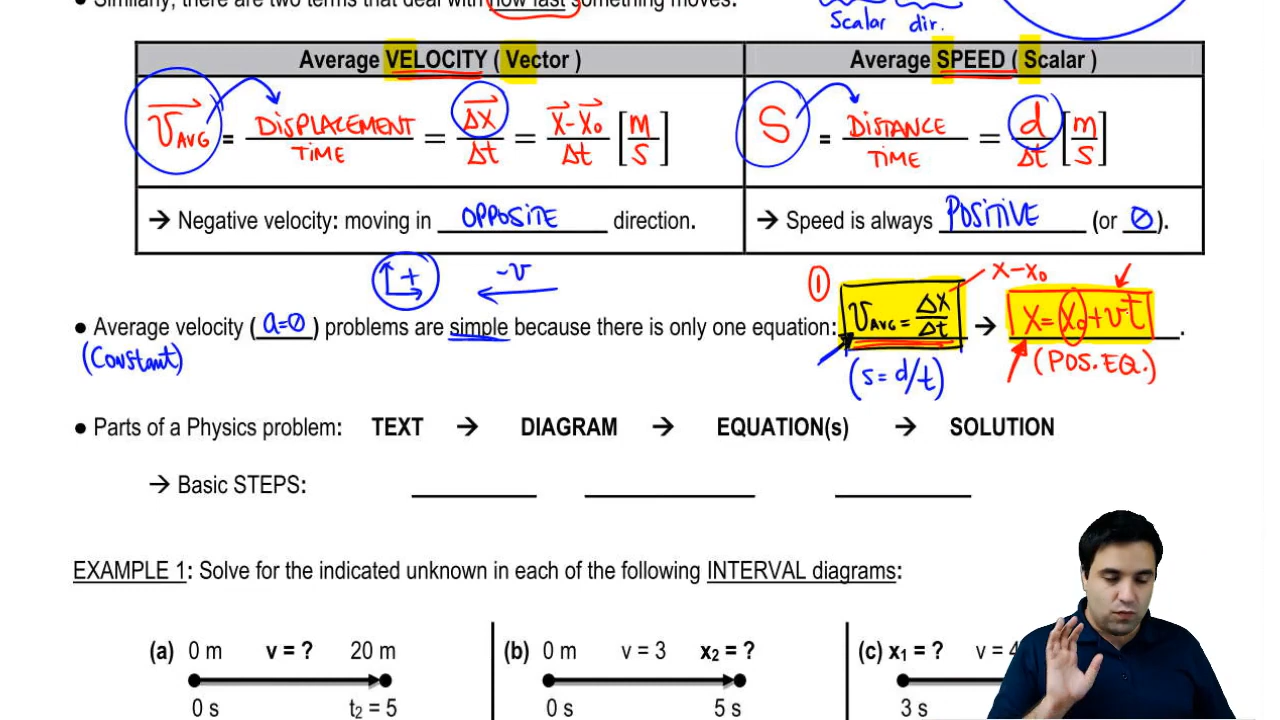 ● Similarly, there are two terms that deal with how fast something moves:
Scalar dir.
Average VELOCITY ( Vector ) Average SPEED ( Scalar )
V AVG = DISPLACEMENT / TIME = Δx / Δt = x-x₀ / Δt [m/s] S = DISTANCE / TIME = d / Δt [m/s]
→ Negative velocity: moving in OPPOSITE direction. → Speed is always POSITIVE (or 0).
+ -v ① x-x₀
● Average velocity (a=0) problems are simple because there is only one equation: V AVG = Δx / Δt → x=x₀+vt.
(Constant) (s=d/t) (POS.EQ.)
● Parts of a Physics problem: TEXT → DIAGRAM → EQUATION(s) → SOLUTION
→ Basic STEPS:
EXAMPLE 1: Solve for the indicated unknown in each of the following INTERVAL diagrams:
(a) 0 m v = ? 20 m (b) 0 m v = 3 x₂ = ? (c) x₁ = ? v = 4
0 s t₂ = 5 0 s 5 s 3 s